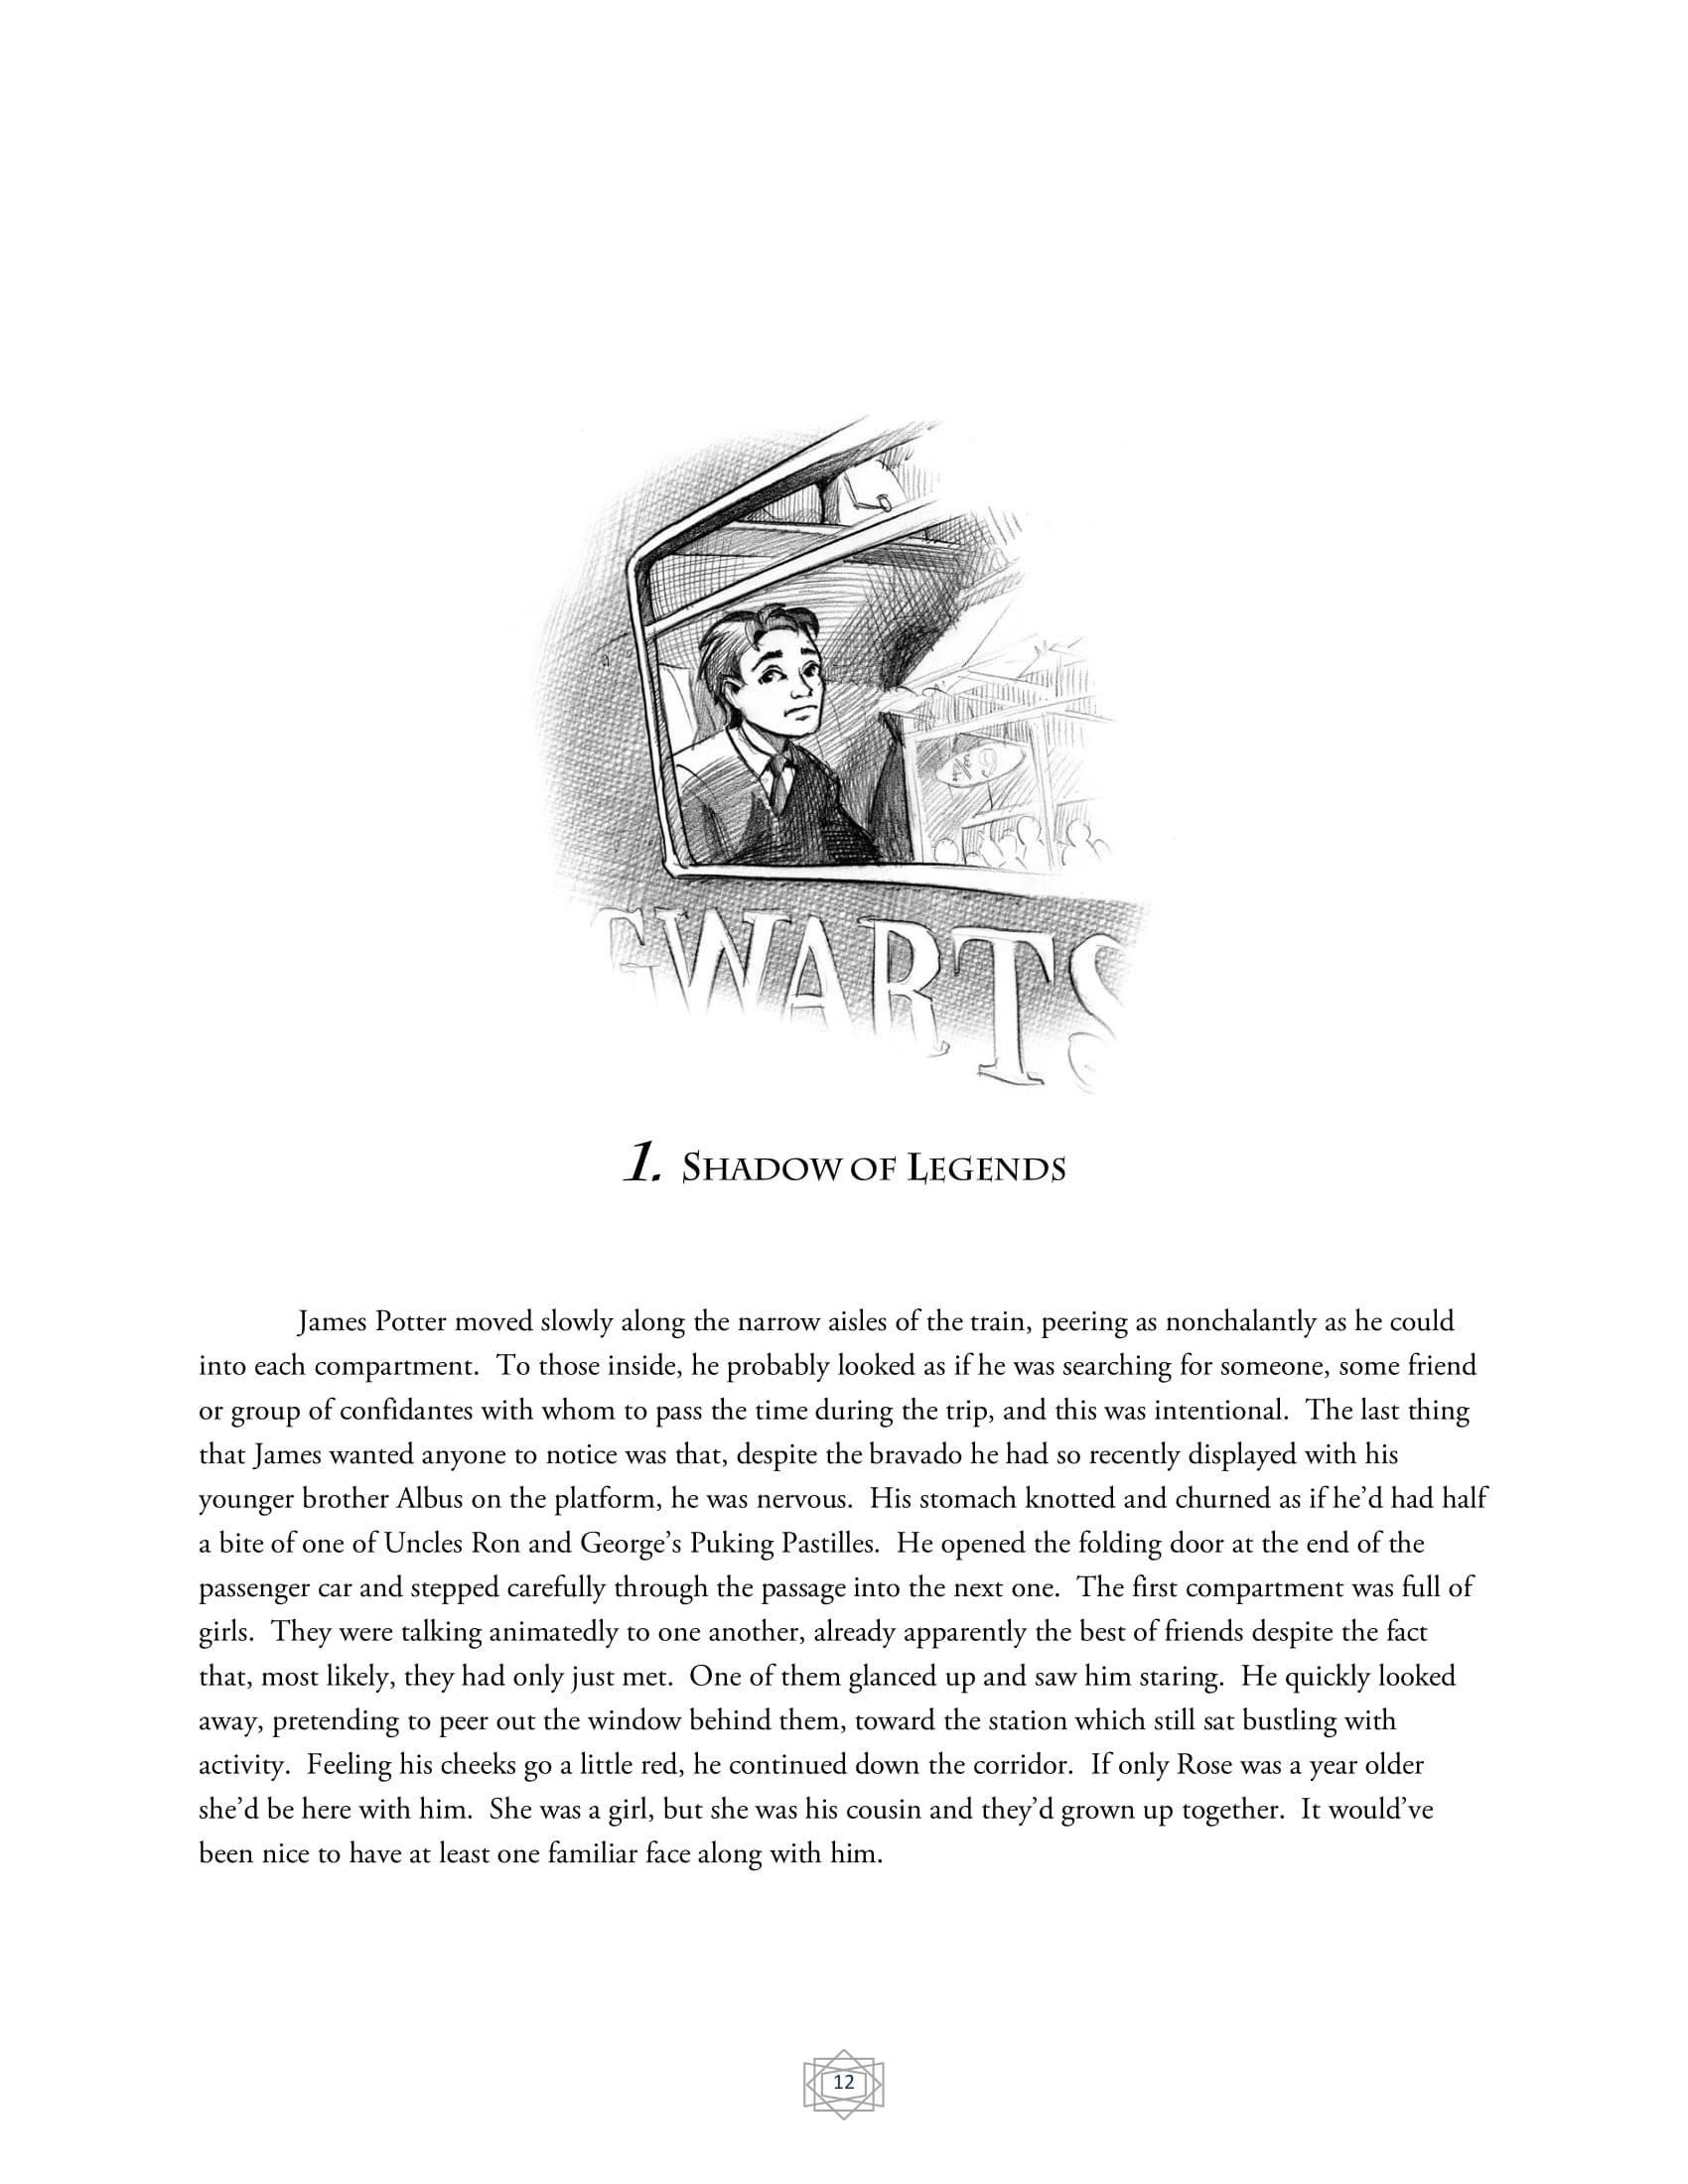 GWARTS
1. SHADOW OF LEGENDS
James Potter moved slowly along the narrow aisles of the train, peering as nonchalantly as he could
into each compartment.  To those inside, he probably looked as if he was searching for someone, some friend
or group of confidantes with whom to pass the time during the trip, and this was intentional.  The last thing
that James wanted anyone to notice was that, despite the bravado he had so recently displayed with his
younger brother Albus on the platform, he was nervous.  His stomach knotted and churned as if he’d had half
a bite of one of Uncles Ron and George’s Puking Pastilles.  He opened the folding door at the end of the
passenger car and stepped carefully through the passage into the next one.  The first compartment was full of
girls.  They were talking animatedly to one another, already apparently the best of friends despite the fact
that, most likely, they had only just met.  One of them glanced up and saw him staring.  He quickly looked
away, pretending to peer out the window behind them, toward the station which still sat bustling with
activity.  Feeling his cheeks go a little red, he continued down the corridor.  If only Rose was a year older
she’d be here with him.  She was a girl, but she was his cousin and they’d grown up together.  It would’ve
been nice to have at least one familiar face along with him.
12